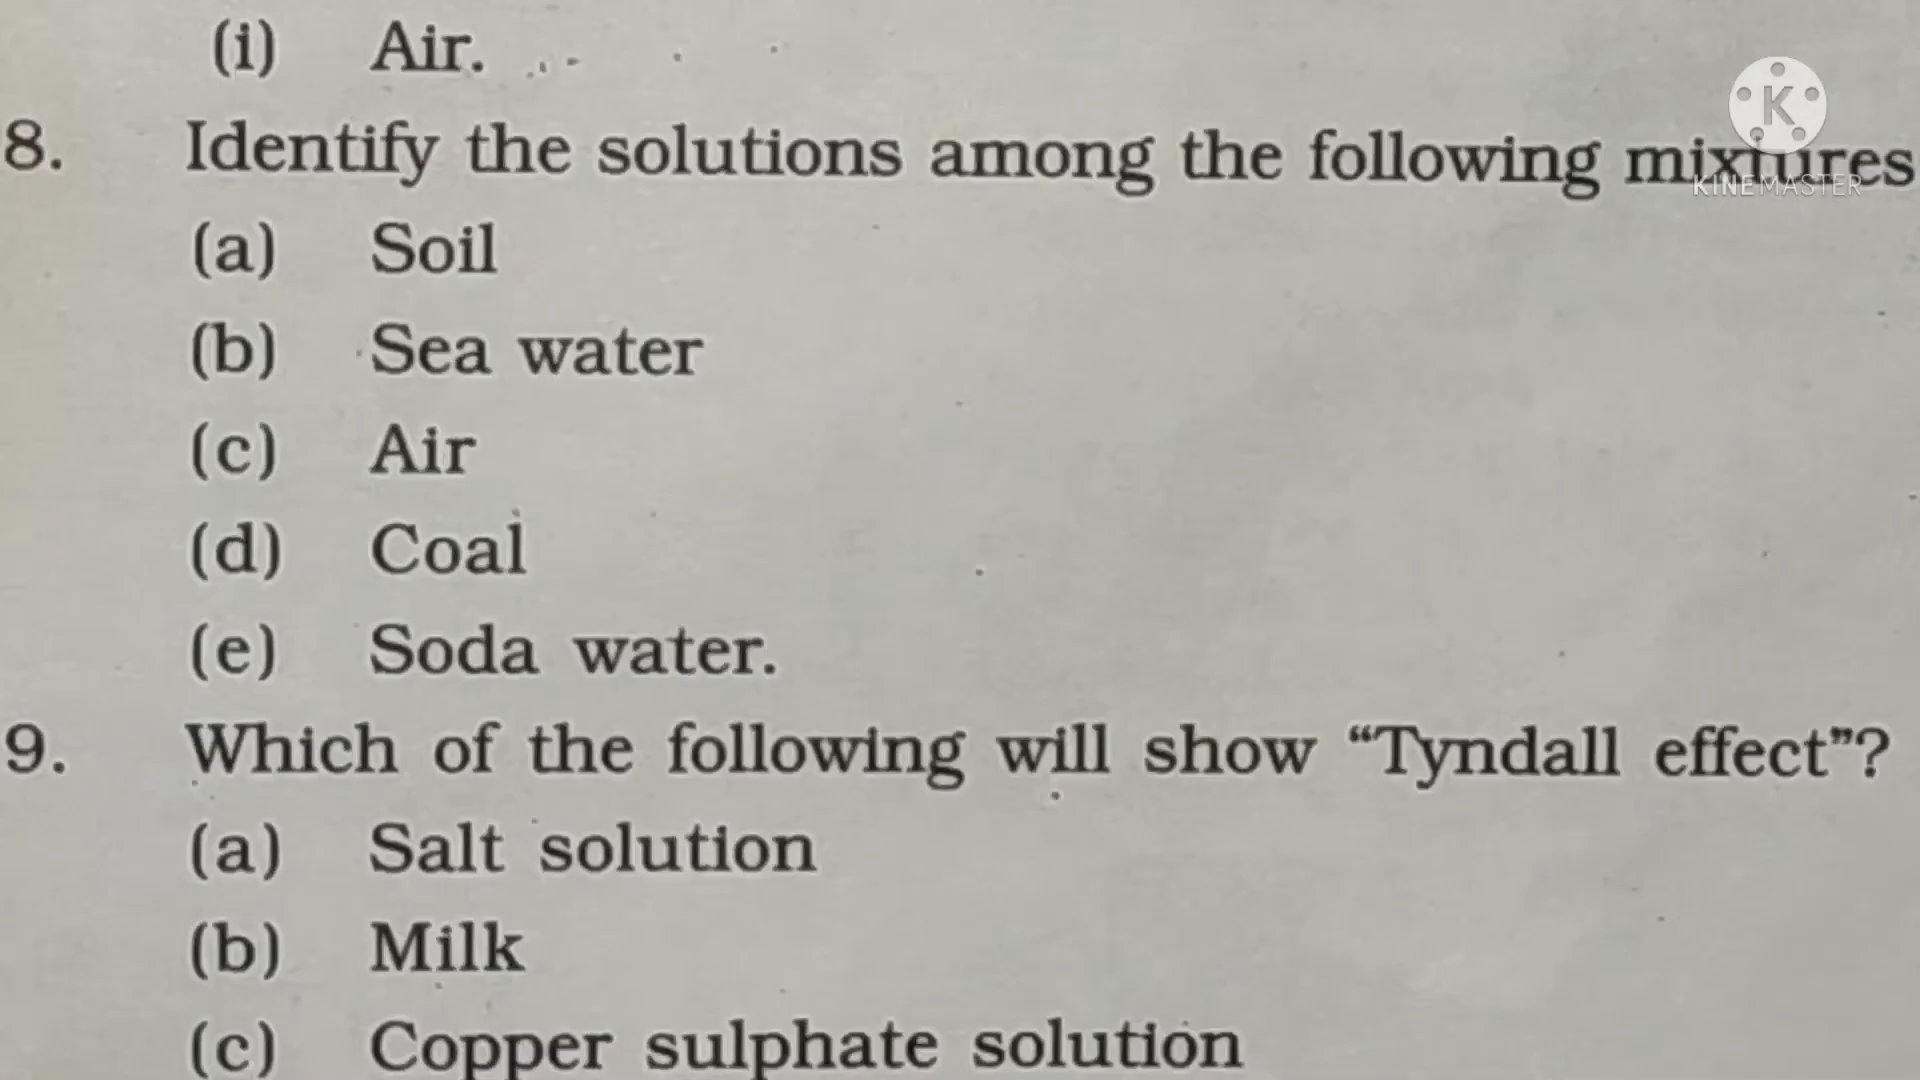 (i) Air.
8. Identify the solutions among the following mixtures
(a) Soil
(b) Sea water
(c) Air
(d) Coal
(e) Soda water.
9. Which of the following will show “Tyndall effect”?
(a) Salt solution
(b) Milk
(c) Copper sulphate solution
K
KINEMASTER